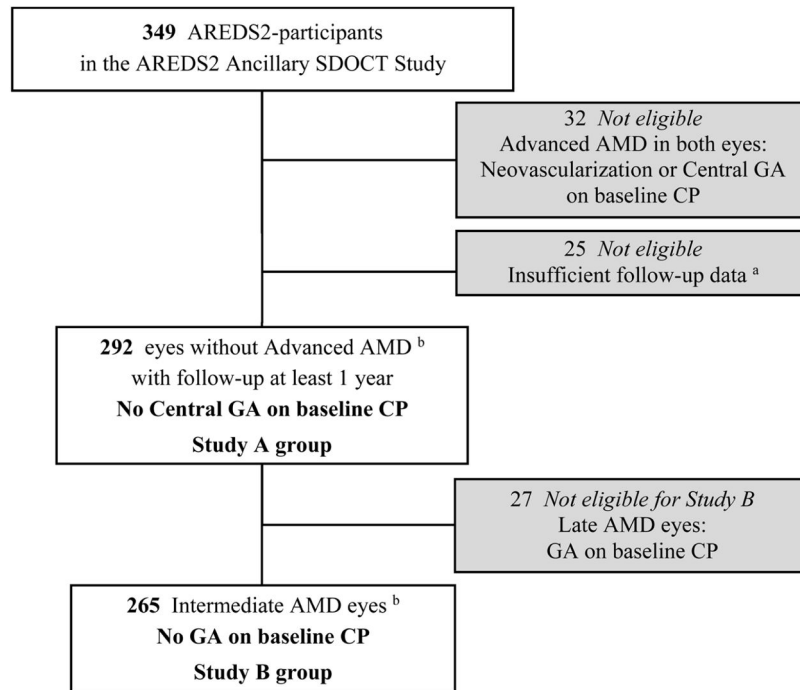 349 AREDS2-participants
in the AREDS2 Ancillary SDOCT Study
32 Not eligible
Advanced AMD in both eyes:
Neovascularization or Central GA
on baseline CP
25 Not eligible
Insufficient follow-up data a
292 eyes without Advanced AMD b
with follow-up at least 1 year
No Central GA on baseline CP
Study A group
27 Not eligible for Study B
Late AMD eyes:
GA on baseline CP
265 Intermediate AMD eyes b
No GA on baseline CP
Study B group